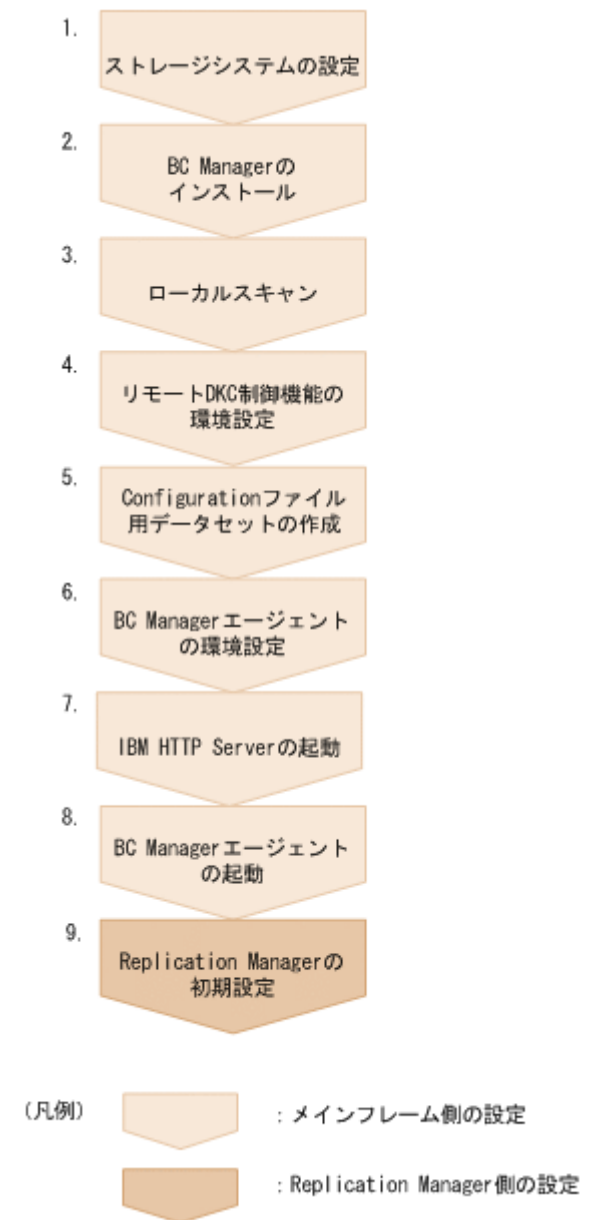 1.
ストレージシステムの設定
2.
BC Managerの
インストール
3.
ローカルスキャン
4.
リモートDKC制御機能の
環境設定
5.
Configurationファイル
用データセットの作成
6.
BC Managerエージェント
の環境設定
7.
IBM HTTP Serverの起動
8.
BC Managerエージェント
の起動
9.
Replication Managerの
初期設定
(凡例)
:メインフレーム側の設定
:Replication Manager側の設定